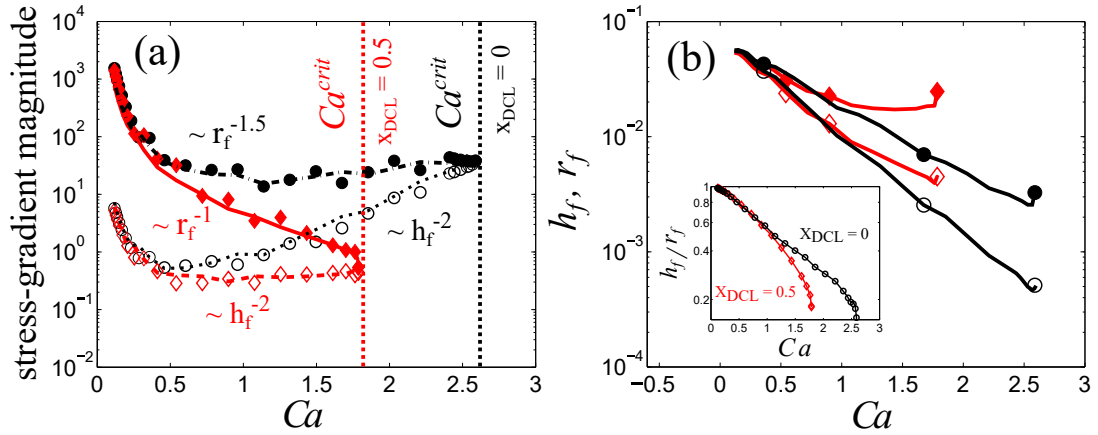 (a)
stress-gradient magnitude
10^4
10^3
10^2
10^1
10^0
10^-1
10^-2
0
0.5
1
1.5
2
2.5
3
Ca
~ r_f^-1.5
~ r_f^-1
~ h_f^-2
~ h_f^-2
Ca^crit
x_DCL = 0.5
Ca^crit
x_DCL = 0
(b)
h_f, r_f
10^-1
10^-2
10^-3
10^-4
−0.5
0
0.5
1
1.5
2
2.5
3
Ca
h_f/r_f
0.8
0.6
0.4
0.2
X_DCL = 0
X_DCL = 0.5
0
0.5
1
1.5
2
2.5
3
Ca